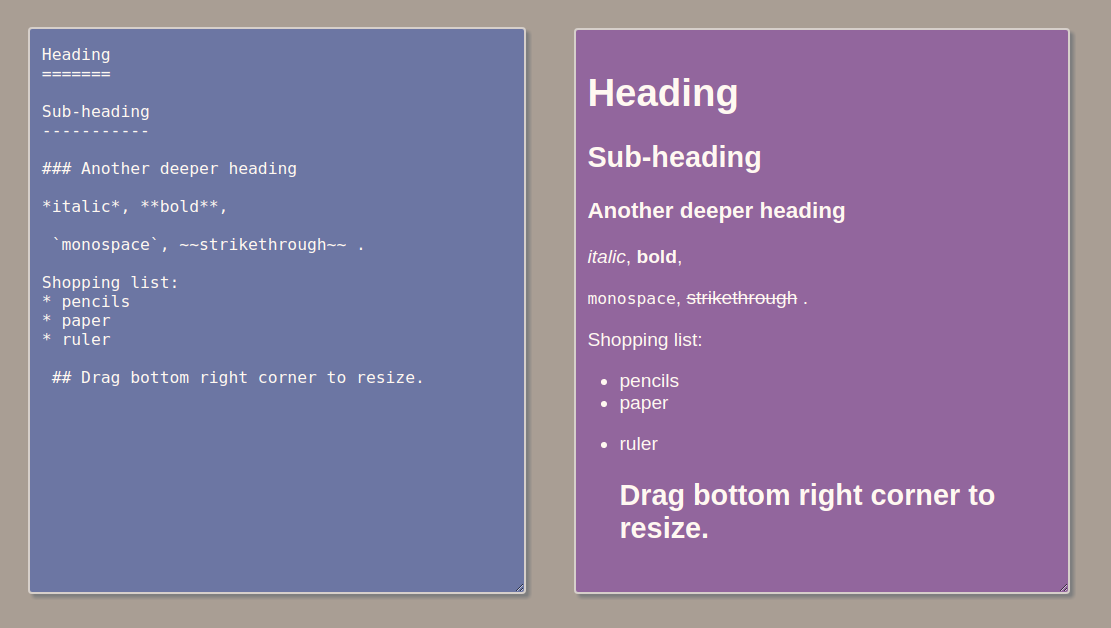 Heading
=======
Sub-heading
-----------
### Another deeper heading
*italic*, **bold**,
`monospace`, ~~strikethrough~~ .
Shopping list:
* pencils
* paper
* ruler
## Drag bottom right corner to resize.
Heading
Sub-heading
Another deeper heading
italic, bold,
monospace, strikethrough .
Shopping list:
• pencils
• paper
• ruler
Drag bottom right corner to
resize.